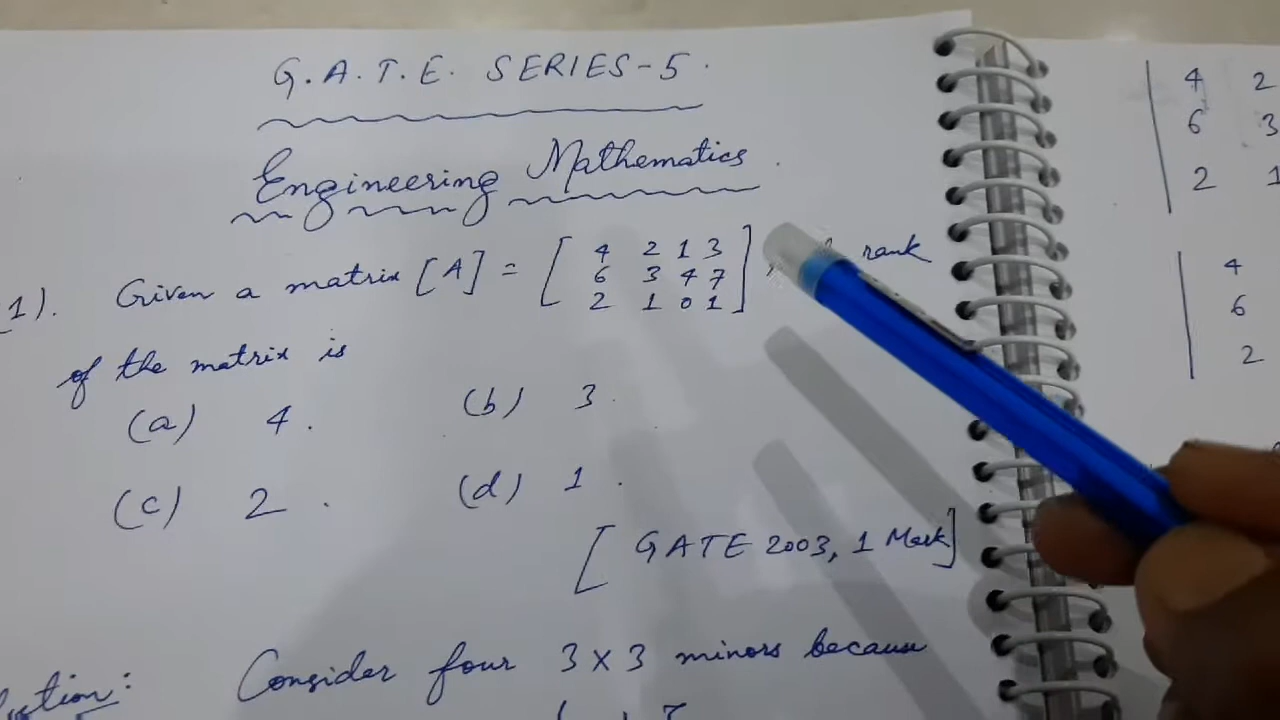 G.A.T.E. SERIES-5.
Engineering Mathematics.
1). Given a matrix [A] = [ 4 2 1 3
6 3 4 7
2 1 0 1 ], rank
of the matrix is
(a) 4. (b) 3.
(c) 2. (d) 1.
[GATE 2003, 1 Mark]
Consider four 3 x 3 minors because
4 2
6 3
2 1
4
6
2